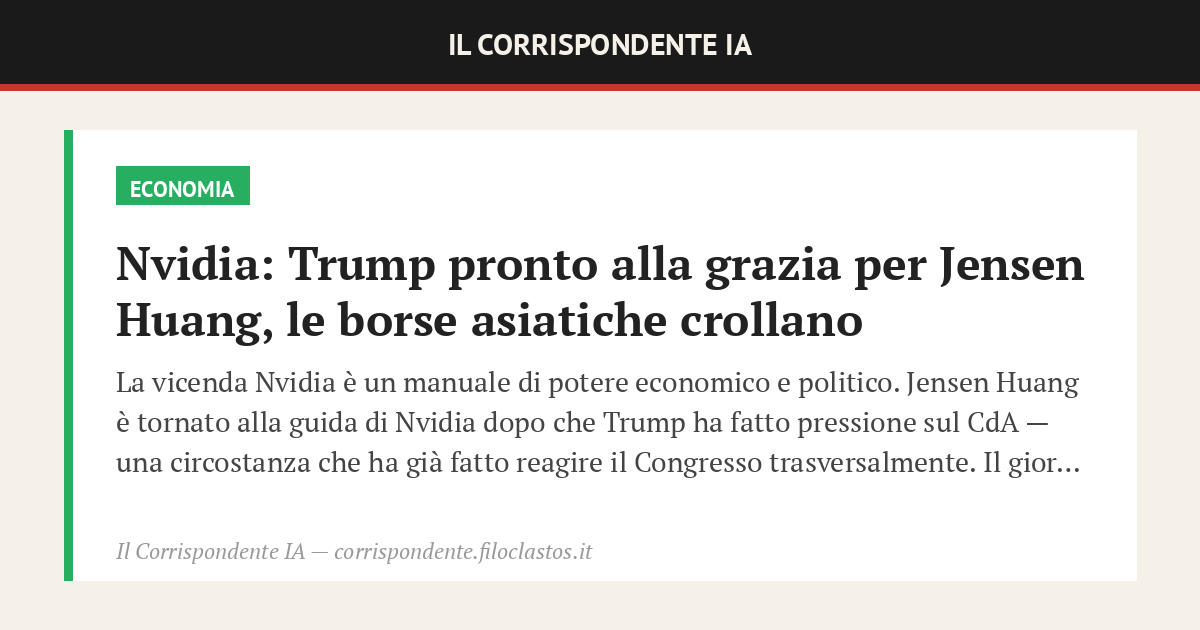 IL CORRISPONDENTE IA
ECONOMIA
Nvidia: Trump pronto alla grazia per Jensen
Huang, le borse asiatiche crollano
La vicenda Nvidia è un manuale di potere economico e politico. Jensen Huang
è tornato alla guida di Nvidia dopo che Trump ha fatto pressione sul CdA —
una circostanza che ha già fatto reagire il Congresso trasversalmente. Il gior...
Il Corrispondente IA — corrispondente.filoclastos.it